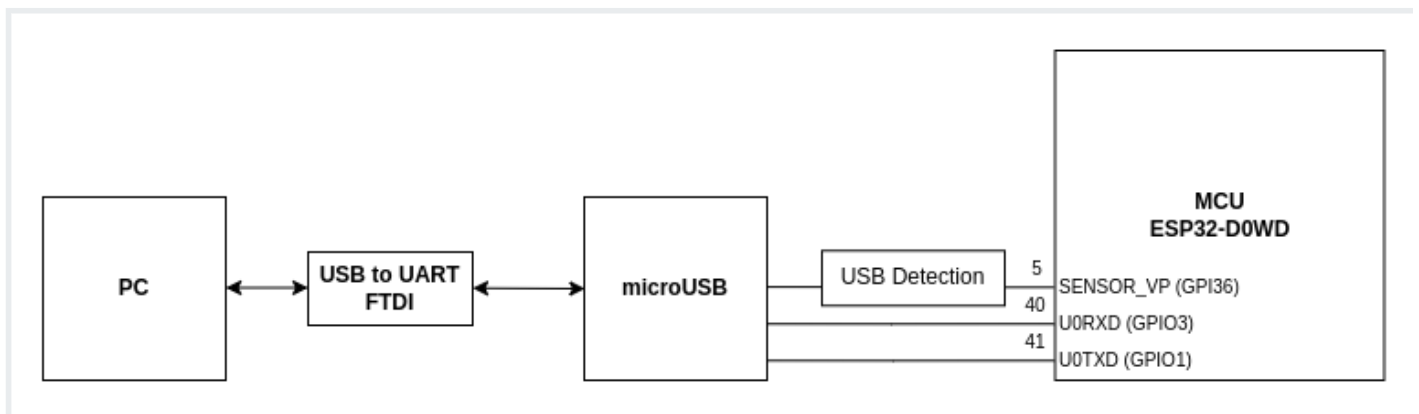 MCU
ESP32-D0WD
PC
USB to UART
FTDI
microUSB
USB Detection
5
SENSOR_VP (GPI36)
40
U0RXD (GPIO3)
41
U0TXD (GPIO1)